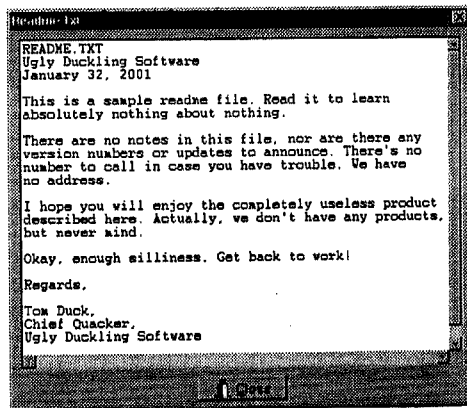 Readme.txt
README.TXT
Ugly Duckling Software
January 32, 2001
This is a sample readme file. Read it to learn
absolutely nothing about nothing.
There are no notes in this file, nor are there any
version numbers or updates to announce. There's no
number to call in case you have trouble. We have
no address.
I hope you will enjoy the completely useless product
described here. Actually, we don't have any products,
but never mind.
Okay, enough silliness. Get back to work!
Regards,
Tom Duck,
Chief Quacker,
Ugly Duckling Software
Close